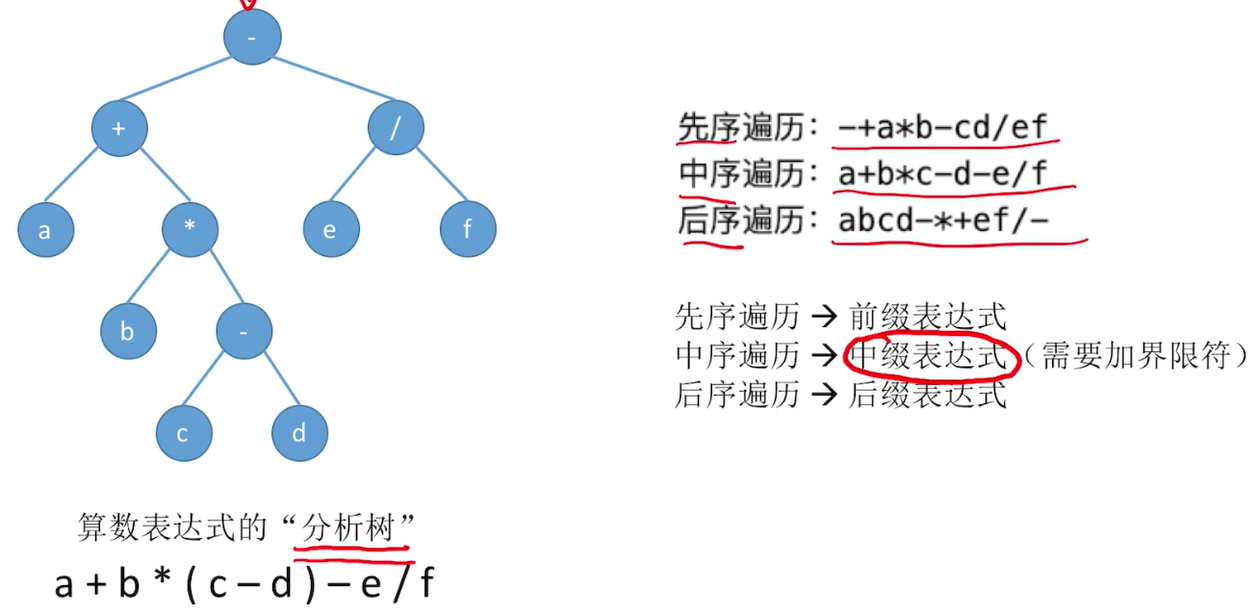 -
+
/
a
*
e
f
b
-
c
d
算数表达式的“分析树”
a+b*(c–d)–e/f
先序遍历：-+a*b-cd/ef
中序遍历：a+b*c-d-e/f
后序遍历：abcd-*+ef/-
先序遍历 → 前缀表达式
中序遍历 → 中缀表达式（需要加界限符）
后序遍历 → 后缀表达式